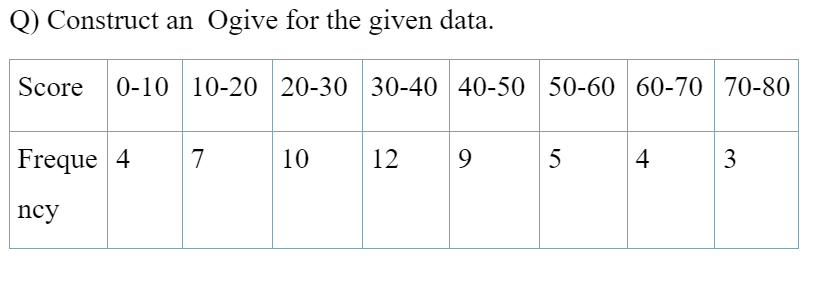 Q) Construct an Ogive for the given data.
Score 0-10 10-20 20-30 30-40 40-50 50-60 60-70 70-80
Freque 4 7 10 12 9 5 4 3
ncy